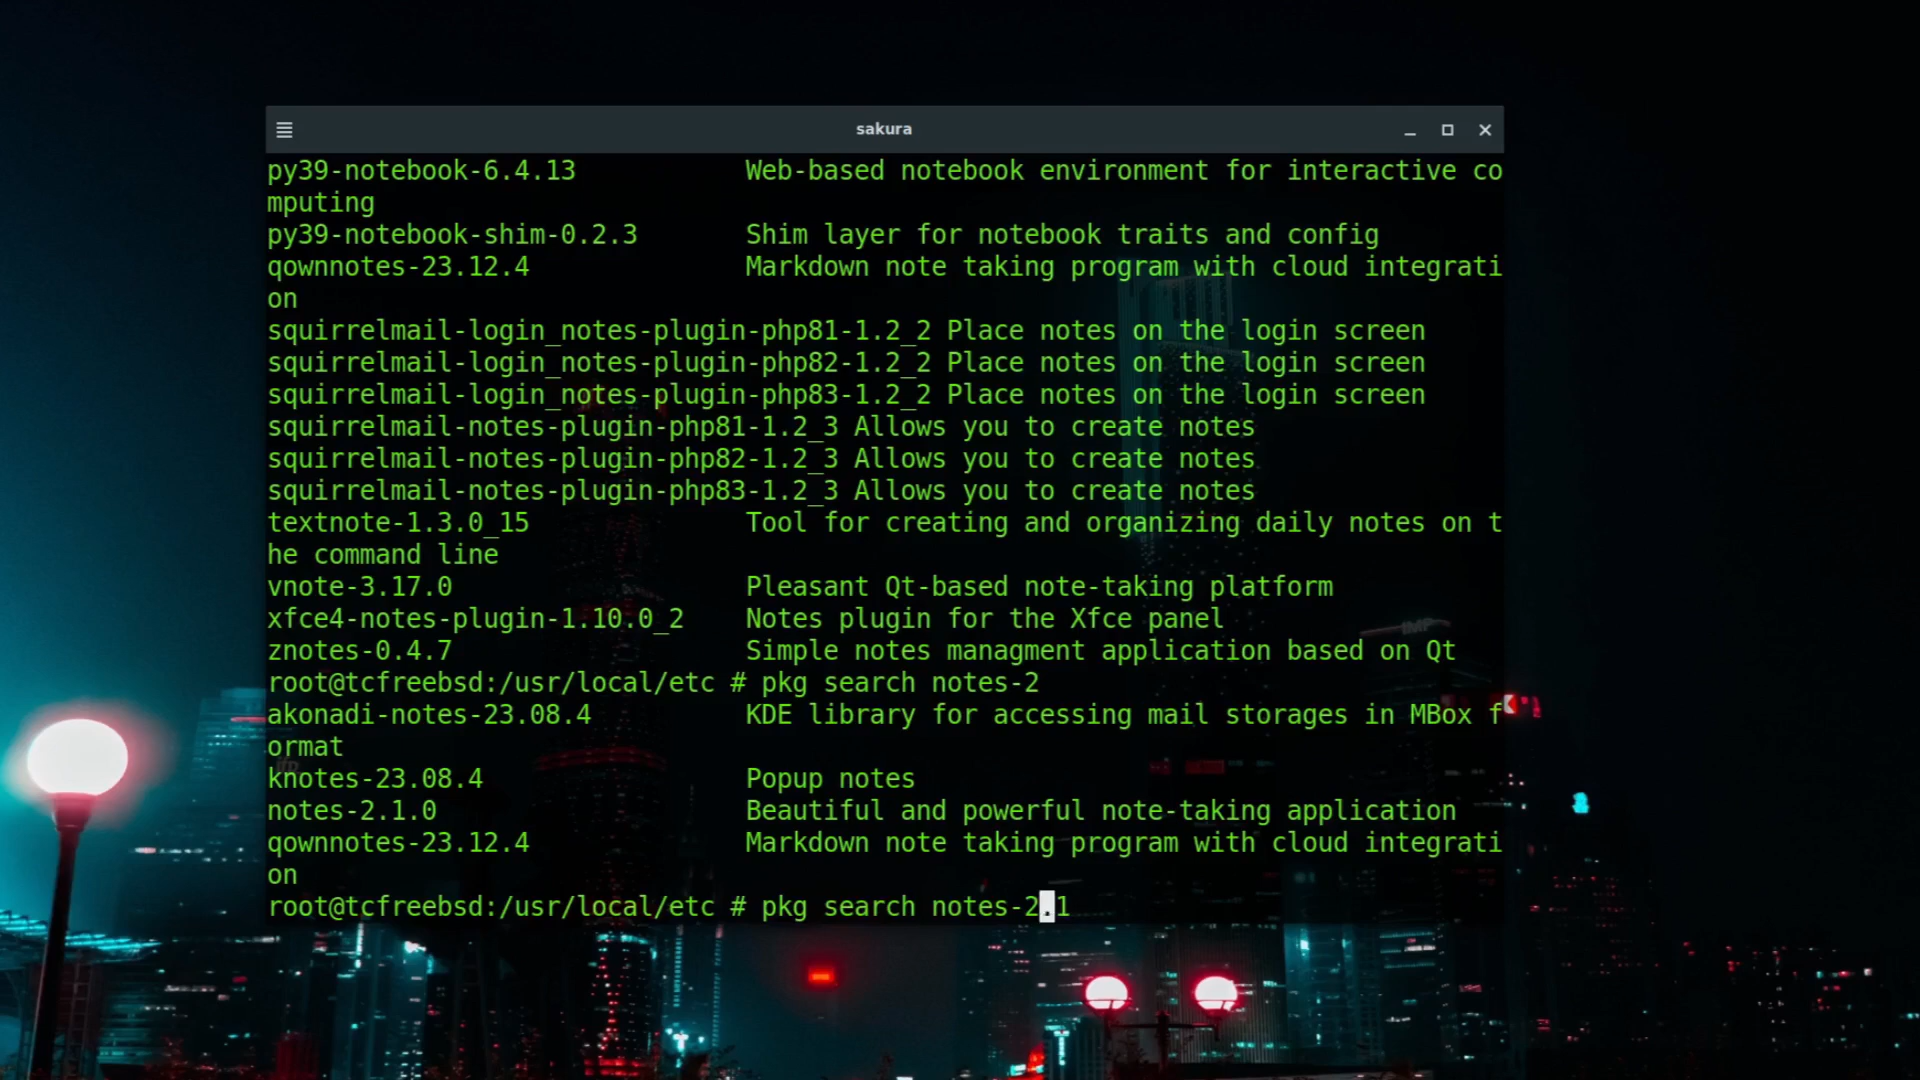 sakura
py39-notebook-6.4.13 Web-based notebook environment for interactive co
mputing
py39-notebook-shim-0.2.3 Shim layer for notebook traits and config
qownnotes-23.12.4 Markdown note taking program with cloud integrati
on
squirrelmail-login_notes-plugin-php81-1.2_2 Place notes on the login screen
squirrelmail-login_notes-plugin-php82-1.2_2 Place notes on the login screen
squirrelmail-login_notes-plugin-php83-1.2_2 Place notes on the login screen
squirrelmail-notes-plugin-php81-1.2_3 Allows you to create notes
squirrelmail-notes-plugin-php82-1.2_3 Allows you to create notes
squirrelmail-notes-plugin-php83-1.2_3 Allows you to create notes
textnote-1.3.0_15 Tool for creating and organizing daily notes on t
he command line
vnote-3.17.0 Pleasant Qt-based note-taking platform
xfce4-notes-plugin-1.10.0_2 Notes plugin for the Xfce panel
znotes-0.4.7 Simple notes managment application based on Qt
root@tcfreebsd:/usr/local/etc # pkg search notes-2
akonadi-notes-23.08.4 KDE library for accessing mail storages in MBox f
ormat
knotes-23.08.4 Popup notes
notes-2.1.0 Beautiful and powerful note-taking application
qownnotes-23.12.4 Markdown note taking program with cloud integrati
on
root@tcfreebsd:/usr/local/etc # pkg search notes-2.1